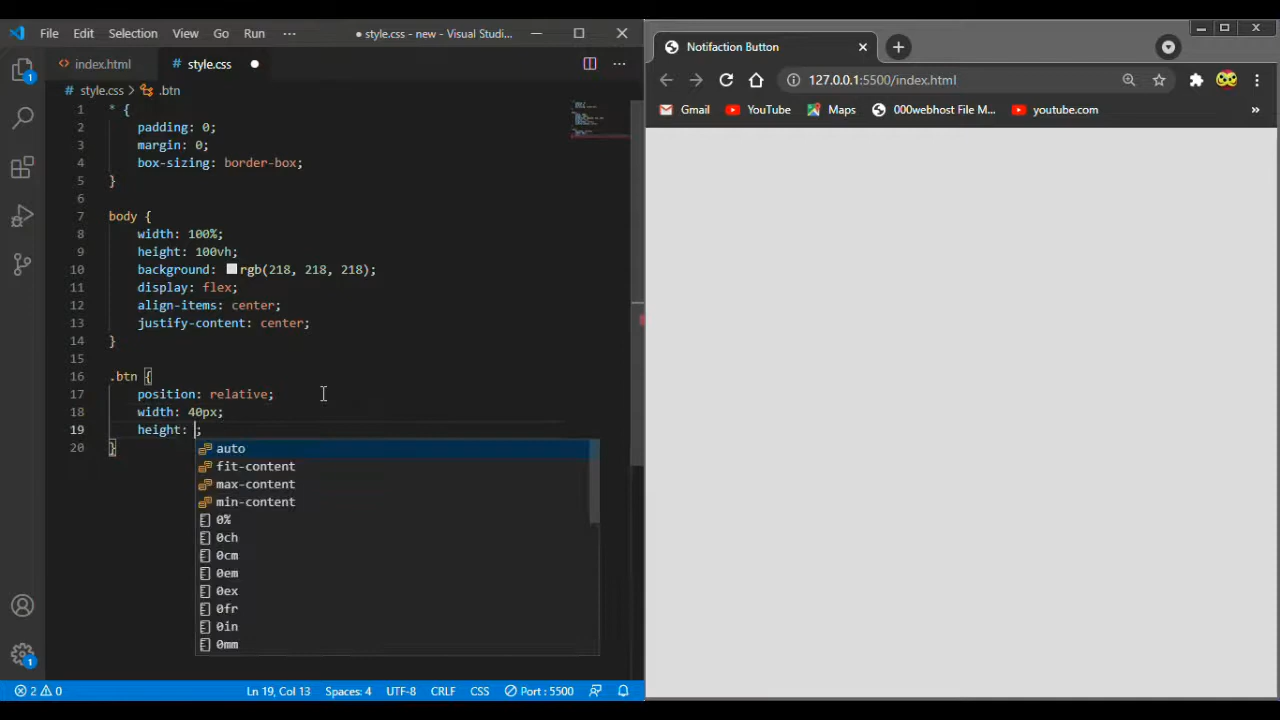 File Edit Selection View Go Run ··· ● style.css - new - Visual Studi...
index.html style.css
# style.css > .btn
1 * {
2 padding: 0;
3 margin: 0;
4 box-sizing: border-box;
5 }
6
7 body {
8 width: 100%;
9 height: 100vh;
10 background: rgb(218, 218, 218);
11 display: flex;
12 align-items: center;
13 justify-content: center;
14 }
15
16 .btn {
17 position: relative;
18 width: 40px;
19 height: ;
20 }
auto
fit-content
max-content
min-content
0%
0ch
0cm
0em
0ex
0fr
0in
0mm
1
1
2 0 Ln 19, Col 13 Spaces: 4 UTF-8 CRLF CSS Port : 5500
Notifaction Button
127.0.0.1:5500/index.html
Gmail YouTube Maps 000webhost File M... youtube.com »